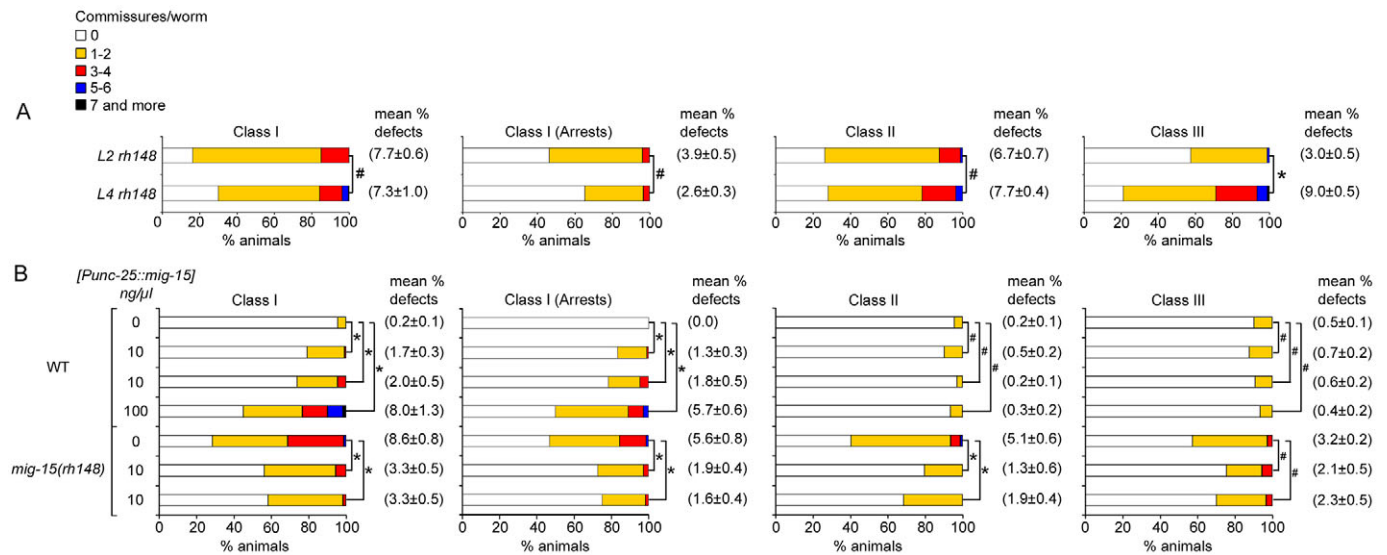 Commissures/worm
0
1-2
3-4
5-6
7 and more
A
Class I
mean % defects
Class I (Arrests)
mean % defects
Class II
mean % defects
Class III
mean % defects
L2 rh148 (7.7±0.6) (3.9±0.5) (6.7±0.7) (3.0±0.5)
# # # *
L4 rh148 (7.3±1.0) (2.6±0.3) (7.7±0.4) (9.0±0.5)
0 20 40 60 80 100 0 20 40 60 80 100 0 20 40 60 80 100 0 20 40 60 80 100
% animals % animals % animals % animals
B
[Punc-25::mig-15]
ng/µl
Class I
mean % defects
Class I (Arrests)
mean % defects
Class II
mean % defects
Class III
mean % defects
WT
0 (0.2±0.1) (0.0) (0.2±0.1) (0.5±0.1)
* * * * * * # # # # # #
10 (1.7±0.3) (1.3±0.3) (0.5±0.2) (0.7±0.2)
10 (2.0±0.5) (1.8±0.5) (0.2±0.1) (0.6±0.2)
100 (8.0±1.3) (5.7±0.6) (0.3±0.2) (0.4±0.2)
mig-15(rh148)
0 (8.6±0.8) (5.6±0.8) (5.1±0.6) (3.2±0.2)
* * * * * * # #
10 (3.3±0.5) (1.9±0.4) (1.3±0.6) (2.1±0.5)
10 (3.3±0.5) (1.6±0.4) (1.9±0.4) (2.3±0.5)
0 20 40 60 80 100 0 20 40 60 80 100 0 20 40 60 80 100 0 20 40 60 80 100
% animals % animals % animals % animals